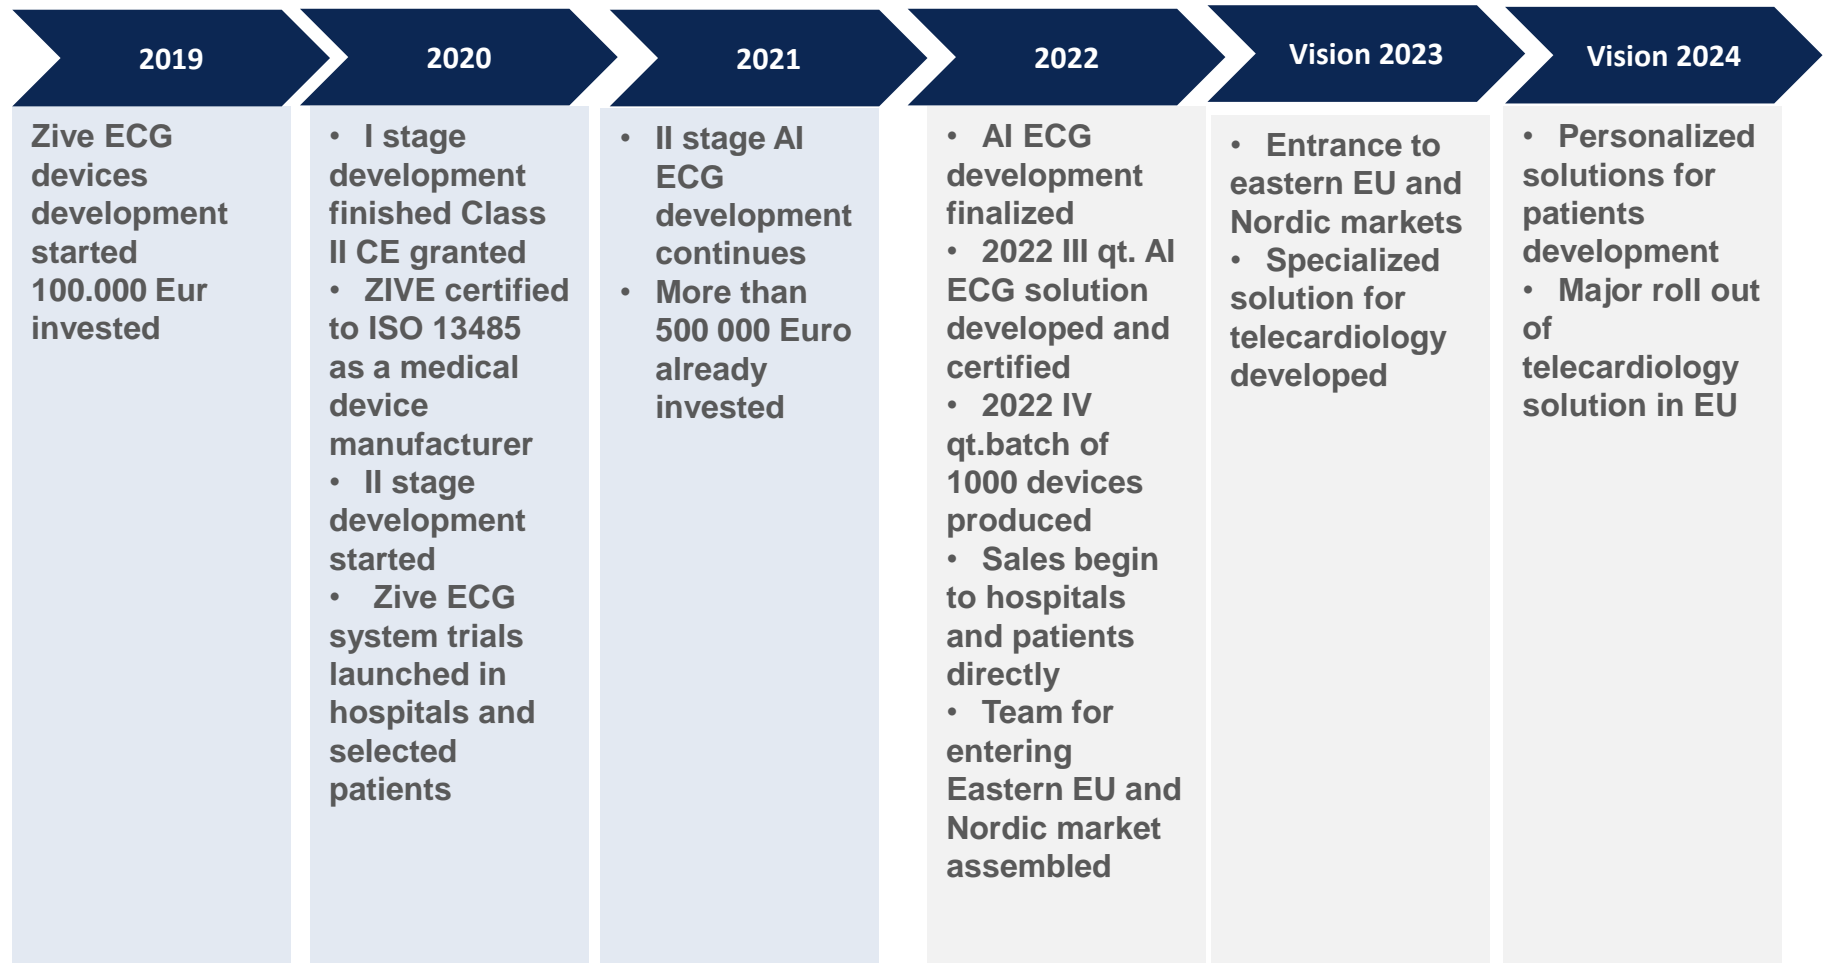 2019
Zive ECG
devices
development
started
100.000 Eur
invested
2020
• I stage
development
finished Class
II CE granted
• ZIVE certified
to ISO 13485
as a medical
device
manufacturer
• II stage
development
started
• Zive ECG
system trials
launched in
hospitals and
selected
patients
2021
• II stage AI
ECG
development
continues
• More than
500 000 Euro
already
invested
2022
• AI ECG
development
finalized
• 2022 III qt. AI
ECG solution
developed and
certified
• 2022 IV
qt.batch of
1000 devices
produced
• Sales begin
to hospitals
and patients
directly
• Team for
entering
Eastern EU and
Nordic market
assembled
Vision 2023
• Entrance to
eastern EU and
Nordic markets
• Specialized
solution for
telecardiology
developed
Vision 2024
• Personalized
solutions for
patients
development
• Major roll out
of
telecardiology
solution in EU